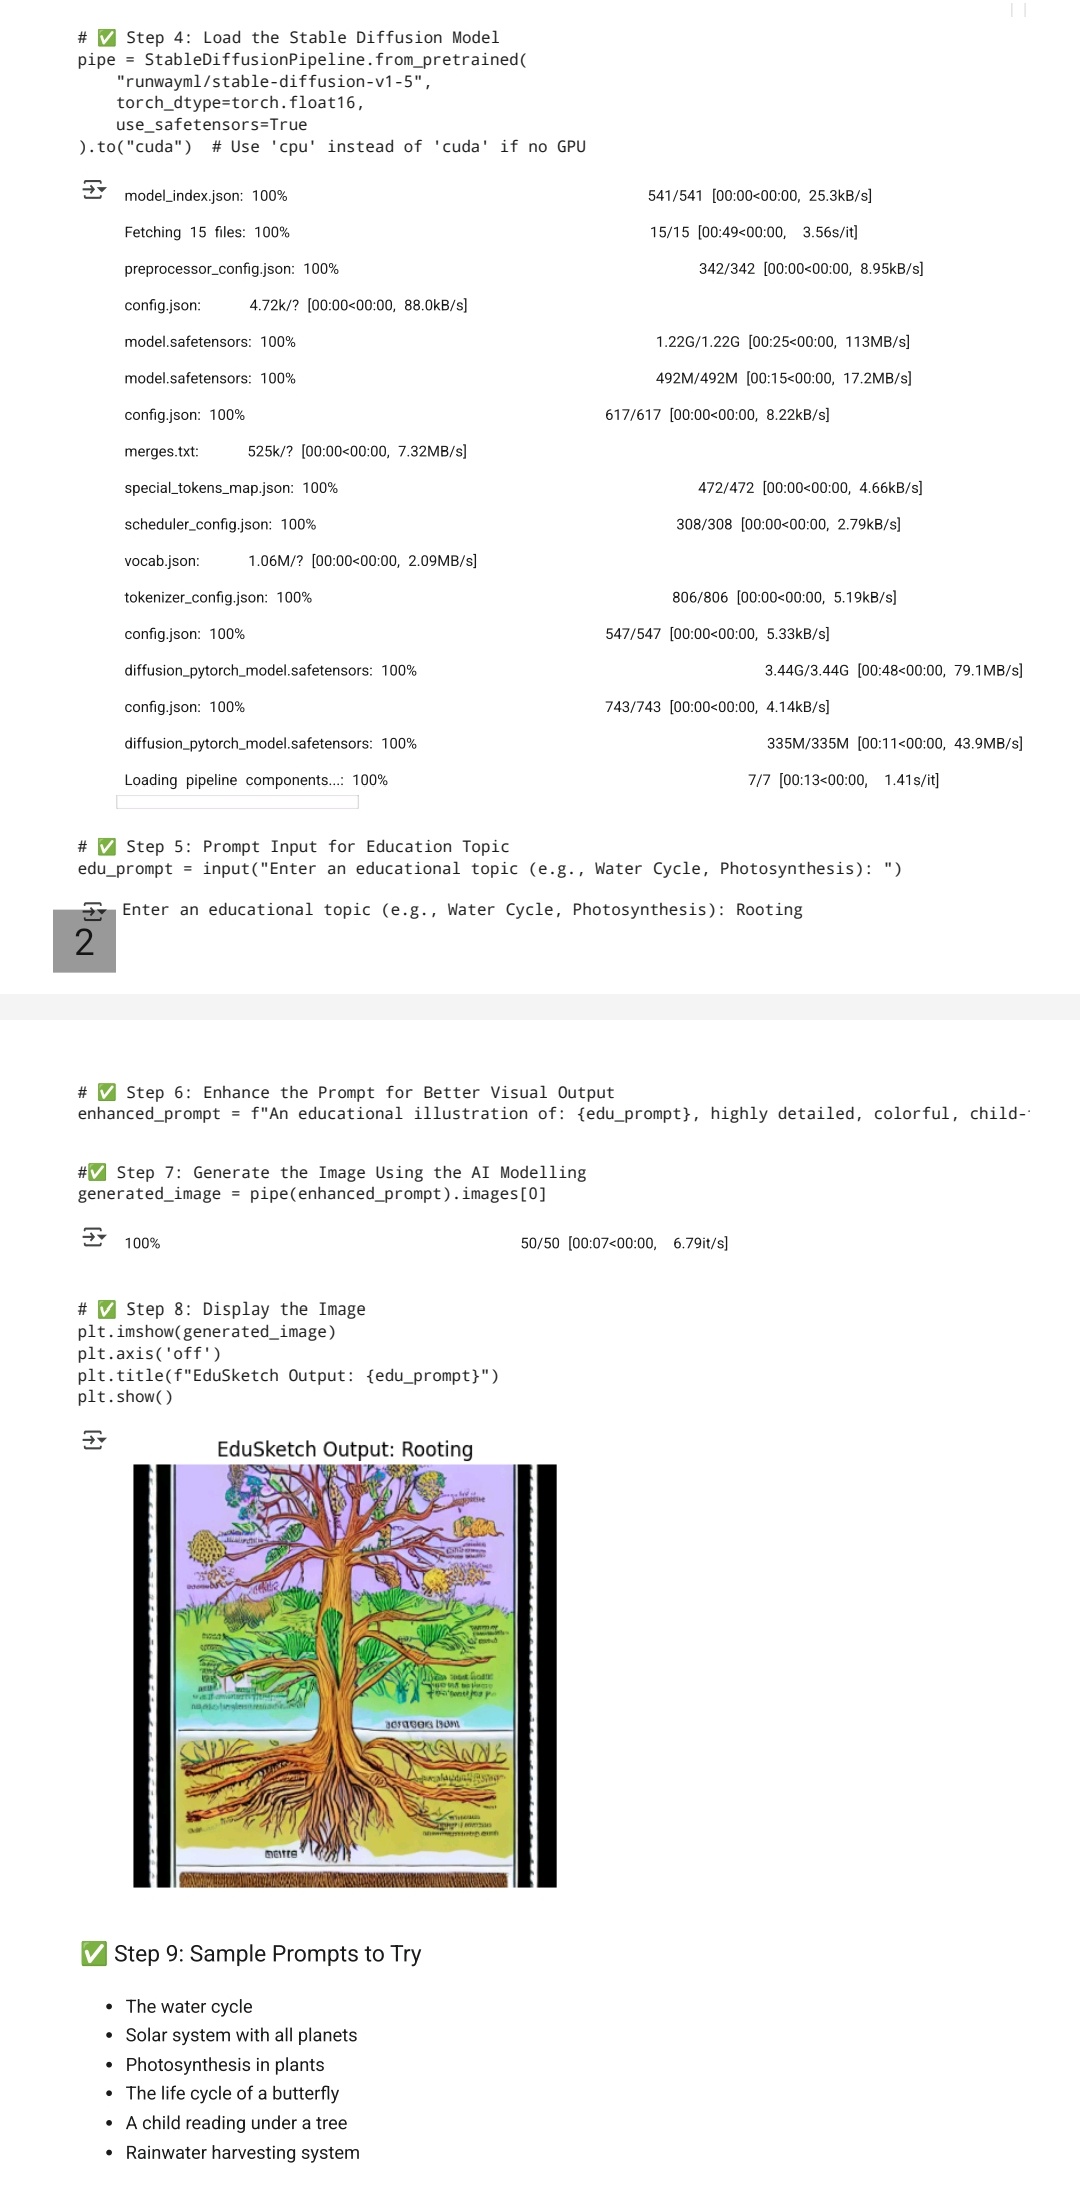 # ✅ Step 4: Load the Stable Diffusion Model
pipe = StableDiffusionPipeline.from_pretrained(
    "runwayml/stable-diffusion-v1-5",
    torch_dtype=torch.float16,
    use_safetensors=True
).to("cuda")  # Use 'cpu' instead of 'cuda' if no GPU
model_index.json: 100% 541/541 [00:00<00:00, 25.3kB/s]
Fetching 15 files: 100% 15/15 [00:49<00:00, 3.56s/it]
preprocessor_config.json: 100% 342/342 [00:00<00:00, 8.95kB/s]
config.json: 4.72k/? [00:00<00:00, 88.0kB/s]
model.safetensors: 100% 1.22G/1.22G [00:25<00:00, 113MB/s]
model.safetensors: 100% 492M/492M [00:15<00:00, 17.2MB/s]
config.json: 100% 617/617 [00:00<00:00, 8.22kB/s]
merges.txt: 525k/? [00:00<00:00, 7.32MB/s]
special_tokens_map.json: 100% 472/472 [00:00<00:00, 4.66kB/s]
scheduler_config.json: 100% 308/308 [00:00<00:00, 2.79kB/s]
vocab.json: 1.06M/? [00:00<00:00, 2.09MB/s]
tokenizer_config.json: 100% 806/806 [00:00<00:00, 5.19kB/s]
config.json: 100% 547/547 [00:00<00:00, 5.33kB/s]
diffusion_pytorch_model.safetensors: 100% 3.44G/3.44G [00:48<00:00, 79.1MB/s]
config.json: 100% 743/743 [00:00<00:00, 4.14kB/s]
diffusion_pytorch_model.safetensors: 100% 335M/335M [00:11<00:00, 43.9MB/s]
Loading pipeline components...: 100% 7/7 [00:13<00:00, 1.41s/it]
# ✅ Step 5: Prompt Input for Education Topic
edu_prompt = input("Enter an educational topic (e.g., Water Cycle, Photosynthesis): ")
Enter an educational topic (e.g., Water Cycle, Photosynthesis): Rooting
2
# ✅ Step 6: Enhance the Prompt for Better Visual Output
enhanced_prompt = f"An educational illustration of: {edu_prompt}, highly detailed, colorful, child-
#✅ Step 7: Generate the Image Using the AI Modelling
generated_image = pipe(enhanced_prompt).images[0]
100% 50/50 [00:07<00:00, 6.79it/s]
# ✅ Step 8: Display the Image
plt.imshow(generated_image)
plt.axis('off')
plt.title(f"EduSketch Output: {edu_prompt}")
plt.show()
EduSketch Output: Rooting
✅ Step 9: Sample Prompts to Try
• The water cycle
• Solar system with all planets
• Photosynthesis in plants
• The life cycle of a butterfly
• A child reading under a tree
• Rainwater harvesting system